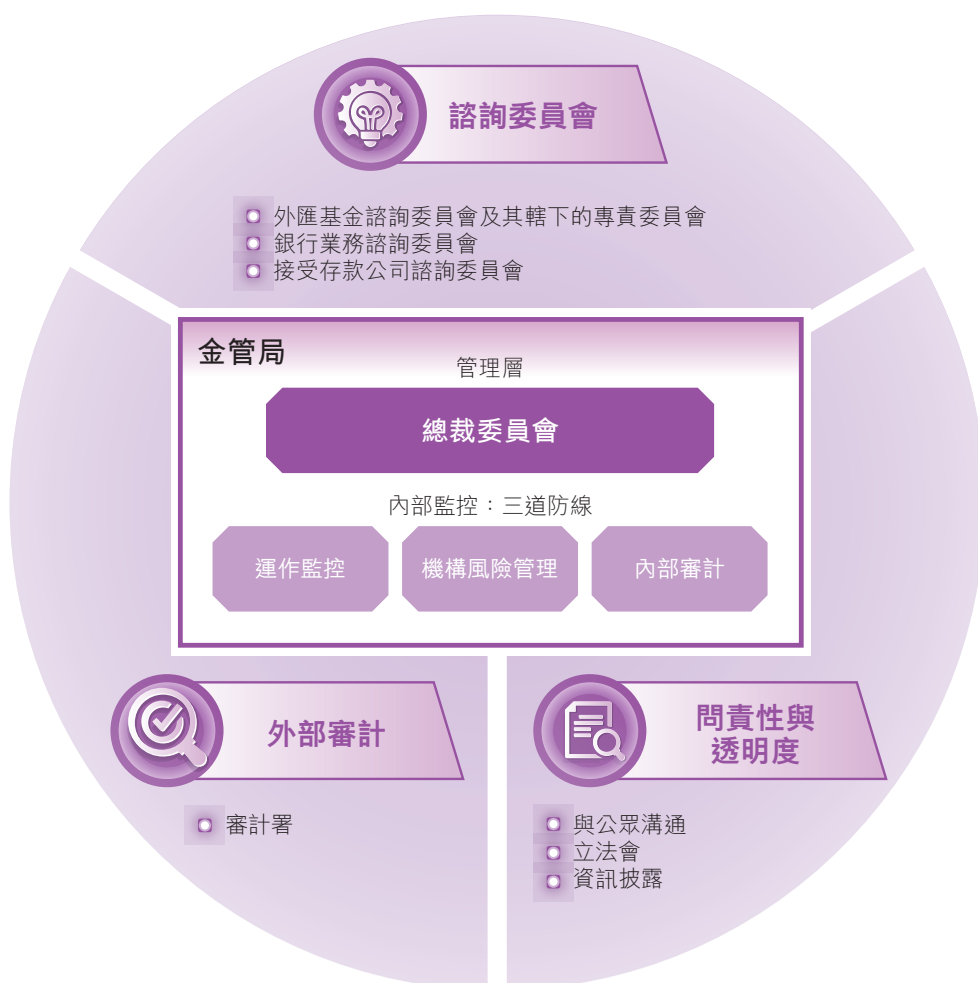 諮詢委員會
外匯基金諮詢委員會及其轄下的專責委員會
銀行業務諮詢委員會
接受存款公司諮詢委員會
金管局
管理層
總裁委員會
內部監控：三道防線
運作監控
機構風險管理
內部審計
外部審計
審計署
問責性與
透明度
與公眾溝通
立法會
資訊披露